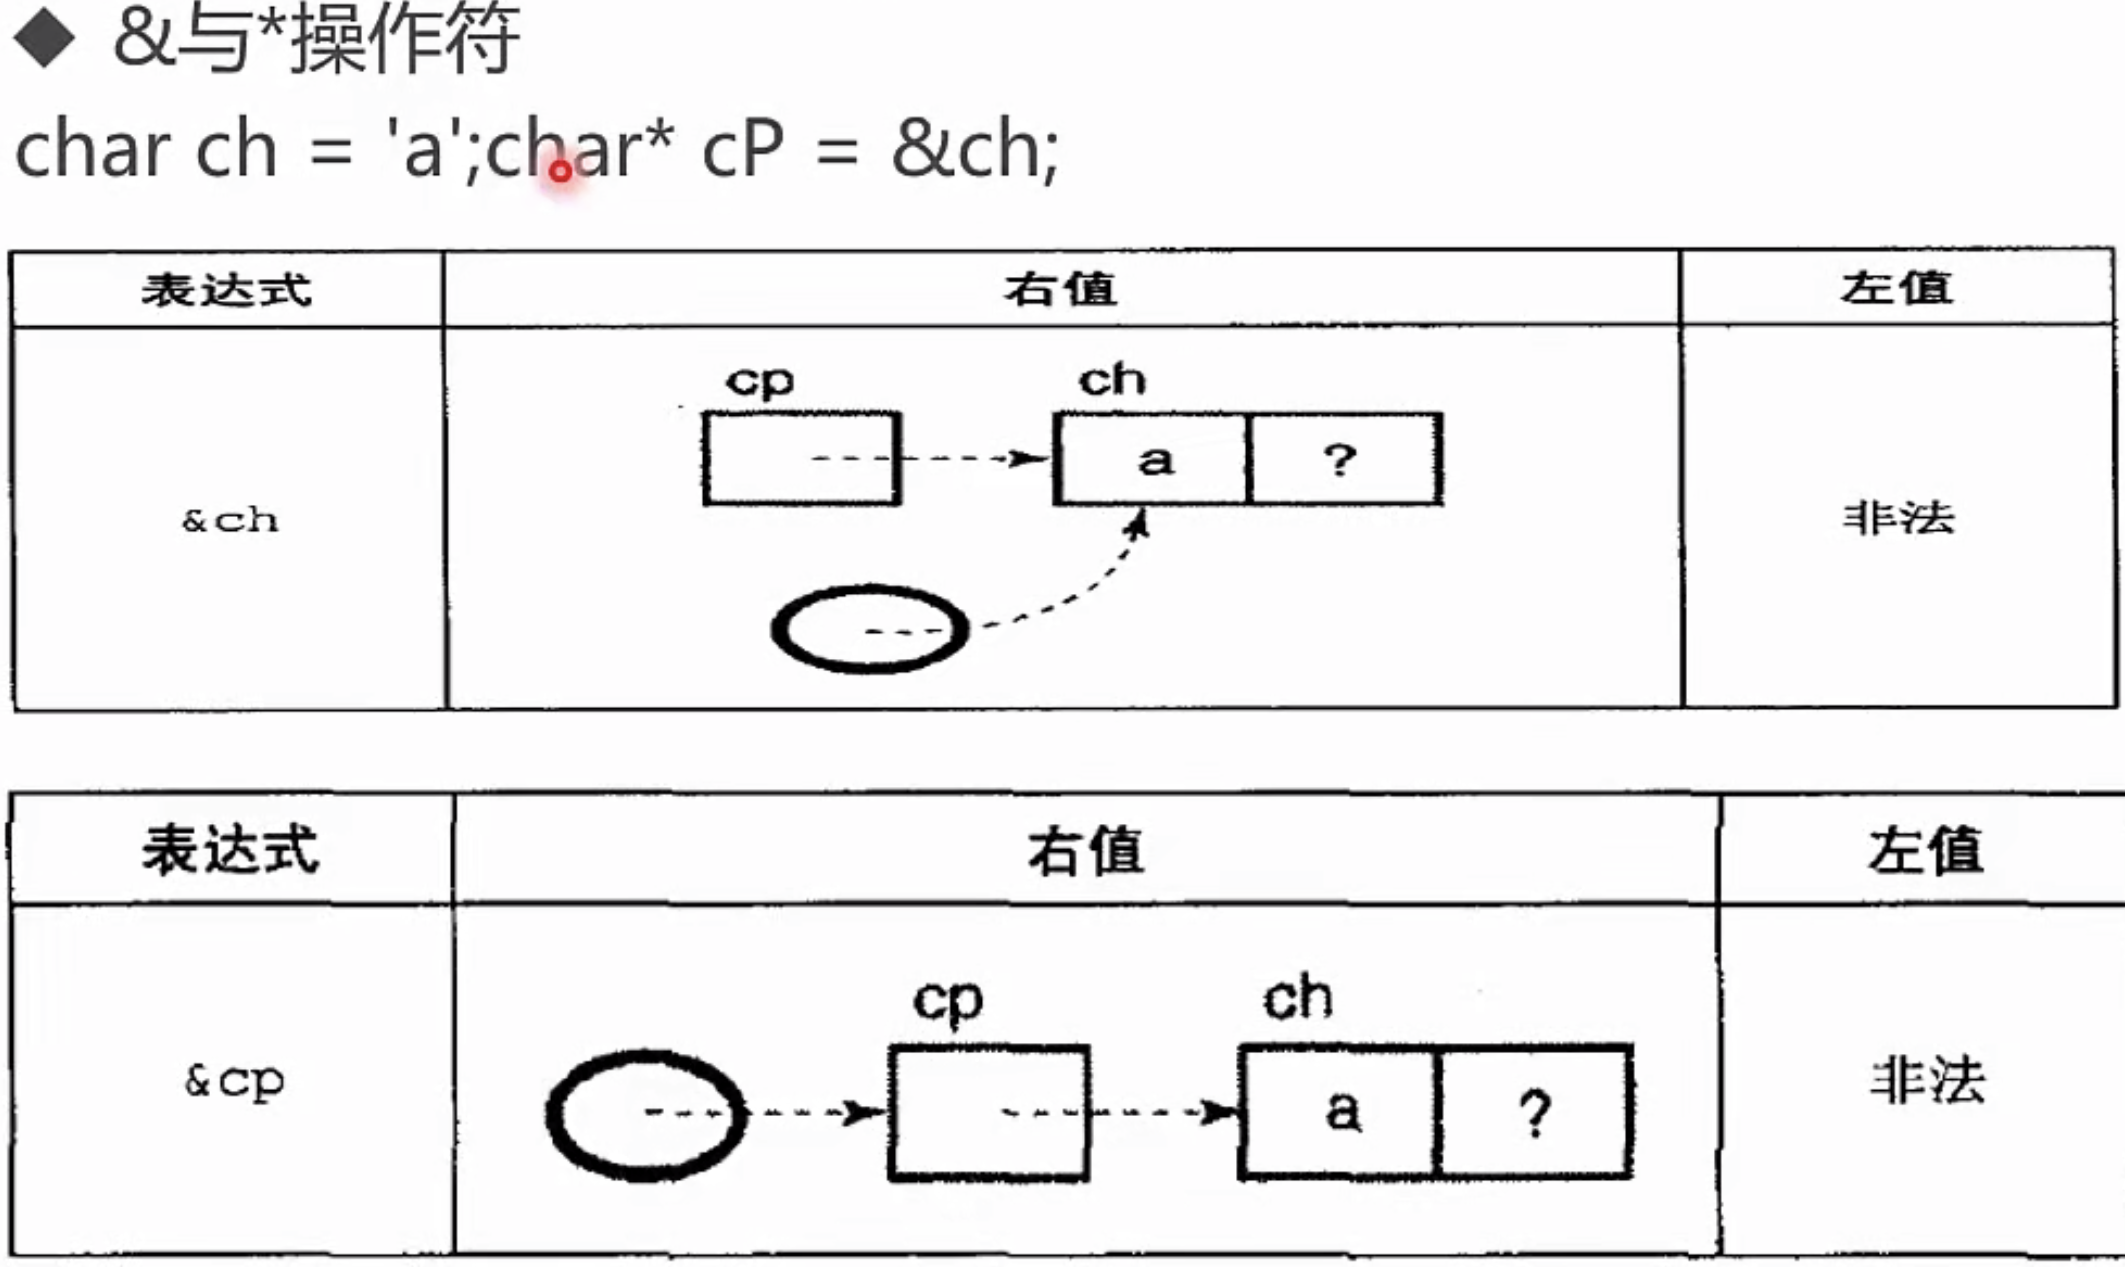 ◆ &与*操作符
char ch = 'a';char* cP = &ch;
表达式 右值 左值
cp ch
a ?
&ch 非法
表达式 右值 左值
cp ch
&cp a ? 非法